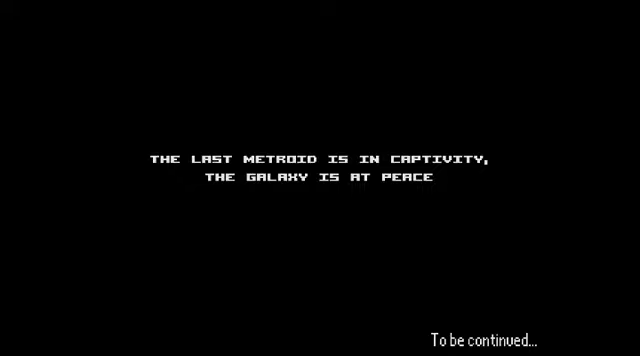 THE LAST METROID IS IN CAPTIVITY,
THE GALAXY IS AT PEACE
To be continued...